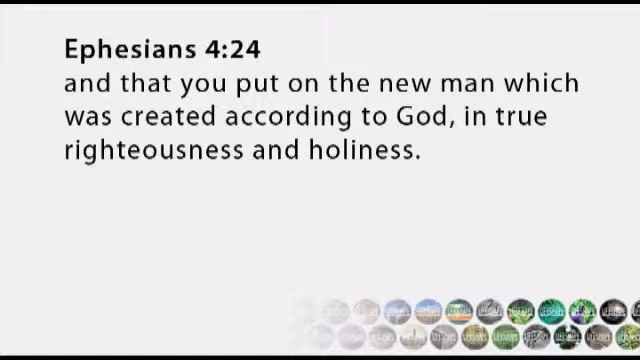 Ephesians 4:24
and that you put on the new man which
was created according to God, in true
righteousness and holiness.